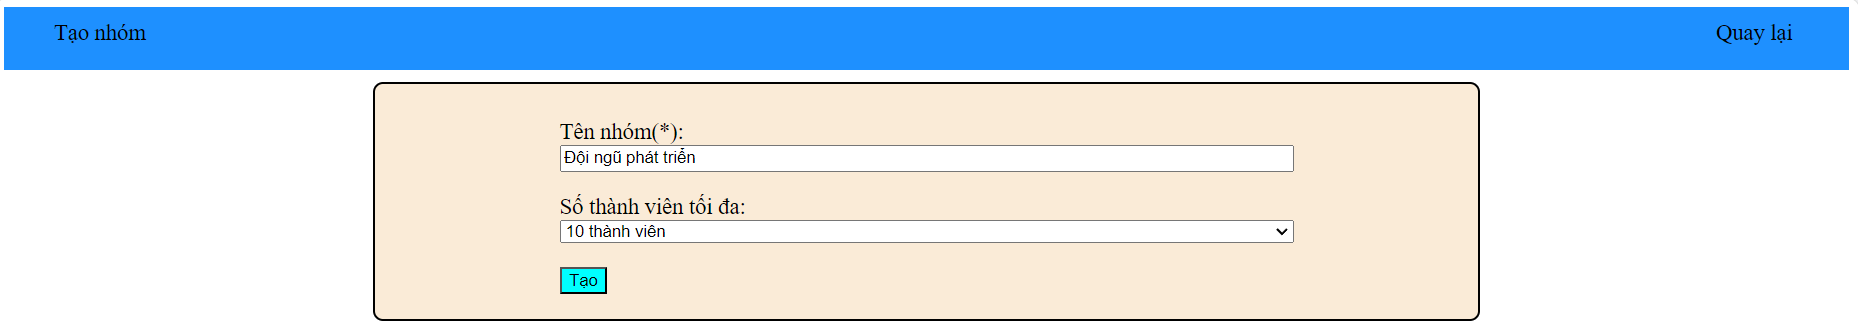 Tạo nhóm
Quay lại
Tên nhóm(*):
Đội ngũ phát triển
Số thành viên tối đa:
10 thành viên
Tạo